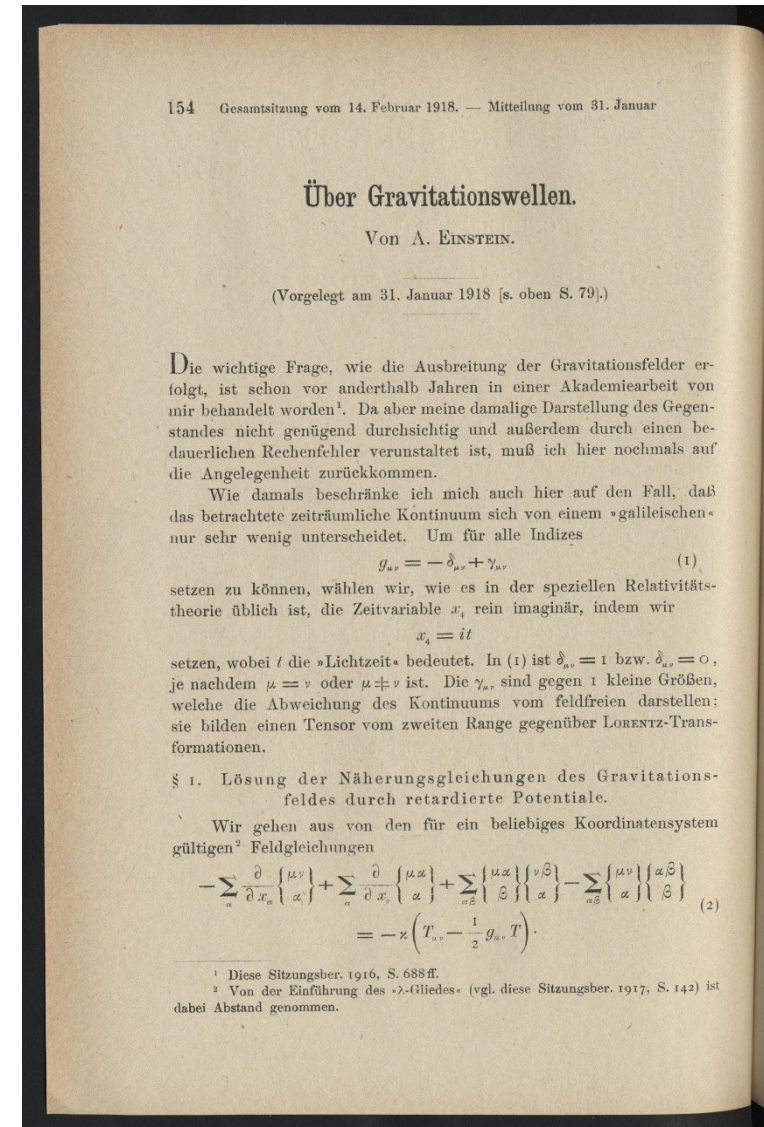 154 Gesamtsitzung vom 14. Februar 1918. — Mitteilung vom 31. Januar
Über Gravitationswellen.
Von A. Einstein.
(Vorgelegt am 31. Januar 1918 [s. oben S. 79].)
Die wichtige Frage, wie die Ausbreitung der Gravitationsfelder er-
folgt, ist schon vor anderthalb Jahren in einer Akademiearbeit von
mir behandelt worden¹. Da aber meine damalige Darstellung des Gegen-
standes nicht genügend durchsichtig und außerdem durch einen be-
dauerlichen Rechenfehler verunstaltet ist, muß ich hier nochmals auf
die Angelegenheit zurückkommen.
Wie damals beschränke ich mich auch hier auf den Fall, daß
das betrachtete zeiträumliche Kontinuum sich von einem »galileischen«
nur sehr wenig unterscheidet. Um für alle Indizes
g_{μν} = — δ_{μν} + γ_{μν} (1)
setzen zu können, wählen wir, wie es in der speziellen Relativitäts-
theorie üblich ist, die Zeitvariable x₄ rein imaginär, indem wir
x₄ = it
setzen, wobei t die »Lichtzeit« bedeutet. In (1) ist δ_{μν} = 1 bzw. δ_{μν} = 0,
je nachdem μ = ν oder μ ≠ ν ist. Die γ_{μν} sind gegen 1 kleine Größen,
welche die Abweichung des Kontinuums vom feldfreien darstellen;
sie bilden einen Tensor vom zweiten Range gegenüber Lorentz-Trans-
formationen.
§ 1. Lösung der Näherungsgleichungen des Gravitations-
feldes durch retardierte Potentiale.
Wir gehen aus von den für ein beliebiges Koordinatensystem
gültigen² Feldgleichungen
— Σ_α ∂/∂x_α {μν α} + Σ_α ∂/∂x_ν {μα α} + Σ_{αβ} {μα β}{νβ α} — Σ_{αβ} {μν α}{αβ β}
= — κ (T_{μν} — 1/2 g_{μν} T). (2)
¹ Diese Sitzungsber. 1916, S. 688ff.
² Von der Einführung des »λ-Gliedes« (vgl. diese Sitzungsber. 1917, S. 142) ist
dabei Abstand genommen.